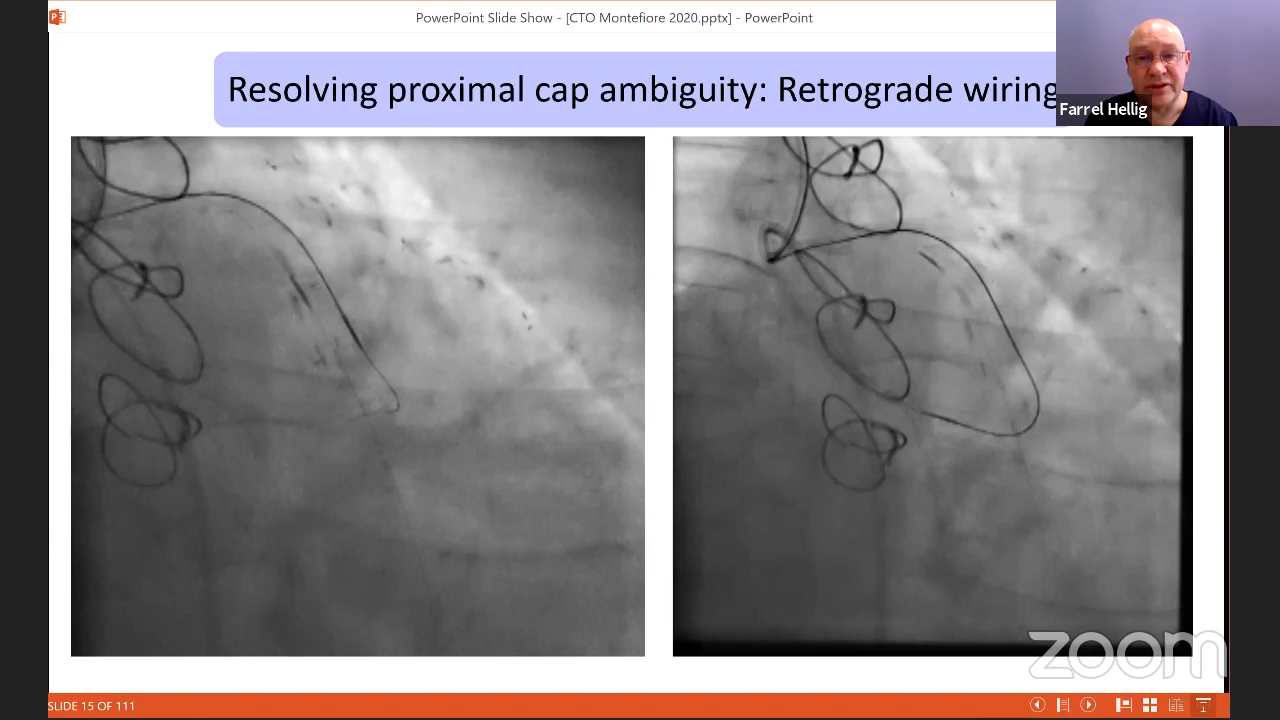 PowerPoint Slide Show - [CTO Montefiore 2020.pptx] - PowerPoint
Resolving proximal cap ambiguity: Retrograde wiring
Farrel Hellig
zoom
SLIDE 15 OF 111